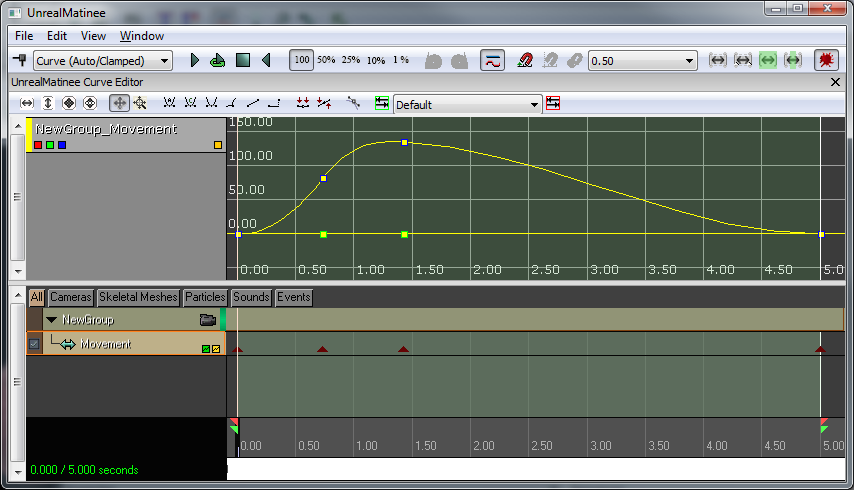 UnrealMatinee
File Edit View Window
Curve (Auto/Clamped) 100 50% 25% 10% 1 % 0.50
UnrealMatinee Curve Editor
Default
NewGroup_Movement
150.00
100.00
50.00
0.00
0.00 0.50 1.00 1.50 2.00 2.50 3.00 3.50 4.00 4.50 5.0
All Cameras Skeletal Meshes Particles Sounds Events
NewGroup
Movement
0.00 0.50 1.00 1.50 2.00 2.50 3.00 3.50 4.00 4.50 5.00
0.000 / 5.000 seconds